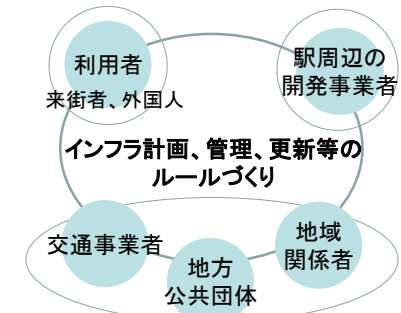 利用者
来街者、外国人
駅周辺の
開発事業者
インフラ計画、管理、更新等の
ルールづくり
交通事業者
地方
公共団体
地域
関係者